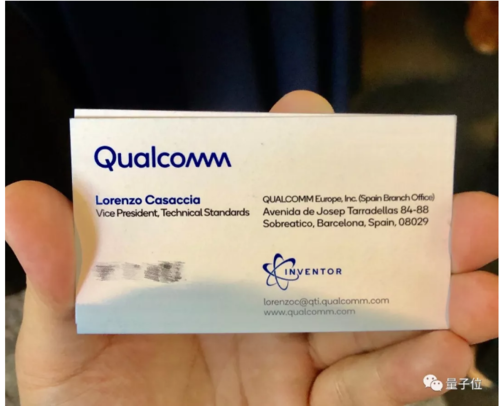 Qualcomm
Lorenzo Casaccia
Vice President, Technical Standards
QUALCOMM Europe, Inc. (Spain Branch Office)
Avenida de Josep Tarradellas 84-88
Sobreatico, Barcelona, Spain, 08029
INVENTOR
lorenzoc@qti.qualcomm.com
www.qualcomm.com
量子位